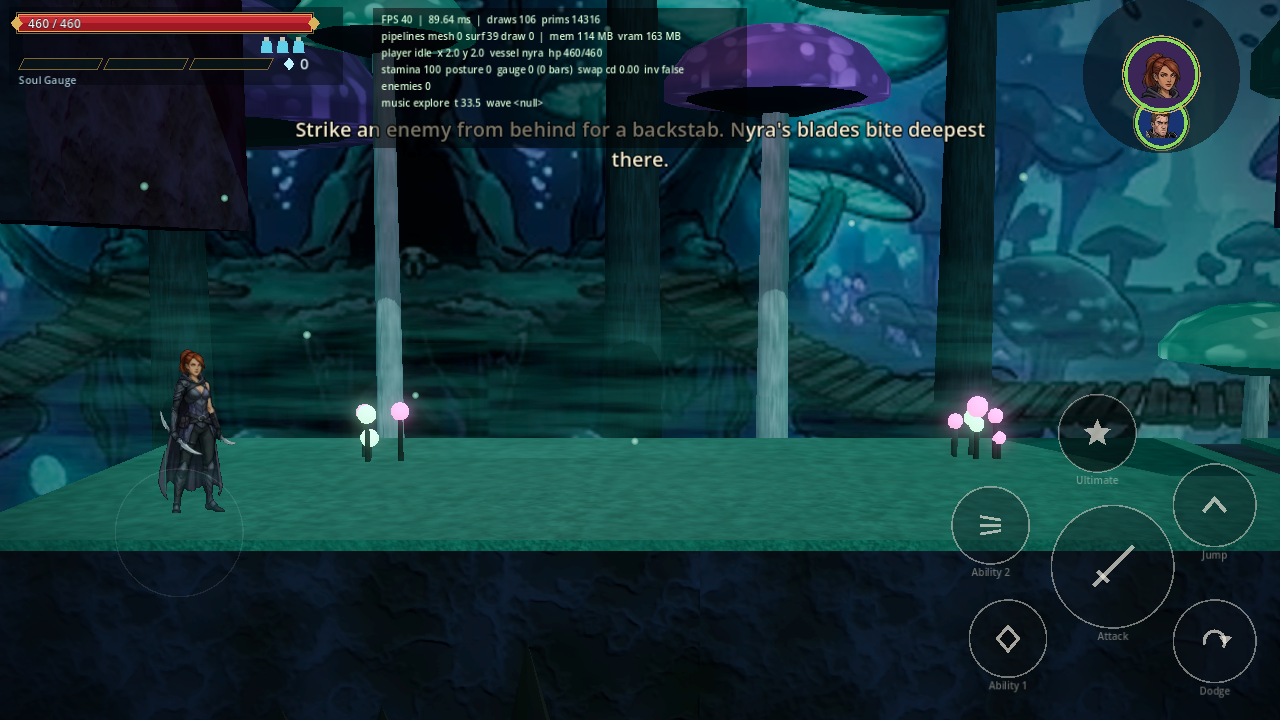 460 / 460
0
Soul Gauge
FPS 40 | 89.64 ms | draws 106 prims 14316
pipelines mesh 0 surf 39 draw 0 | mem 114 MB vram 163 MB
player idle x 2.0 y 2.0 vessel nyra hp 460/460
stamina 100 posture 0 gauge 0 (0 bars) swap cd 0.00 inv false
enemies 0
music explore t 33.5 wave <null>
Strike an enemy from behind for a backstab. Nyra's blades bite deepest
there.
Ultimate
Jump
Ability 2
Attack
Ability 1
Dodge